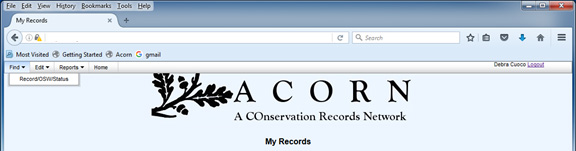 File Edit View History Bookmarks Tools Help
My Records
Search
Most Visited Getting Started Acorn gmail
Find Edit Reports Home Debra Cuoco Logout
Record/OSW/Status
ACORN
A COnservation Records Network
My Records